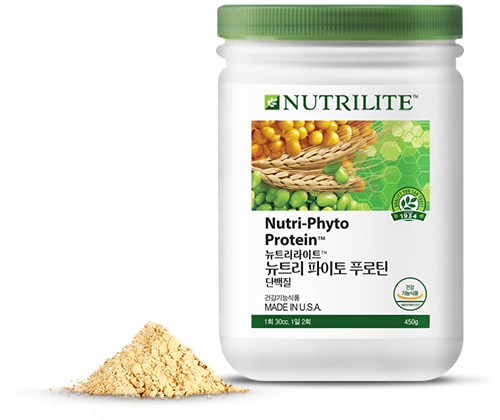 NUTRILITE™
Nutri-Phyto
Protein™
뉴트리라이트™
뉴트리 파이토 푸로틴
단백질
건강기능식품
MADE IN U.S.A.
1회 30cc, 1일 2회
450g
1934
건강
기능식품